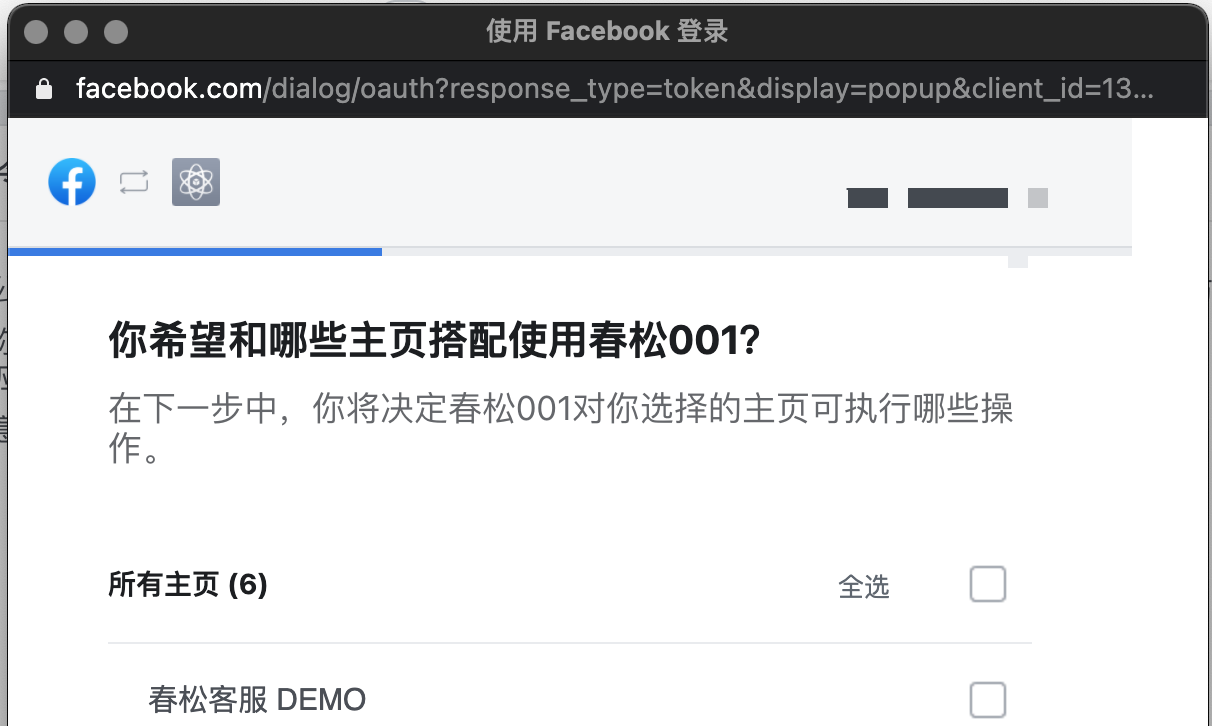 使用 Facebook 登录
facebook.com/dialog/oauth?response_type=token&display=popup&client_id=13...
你希望和哪些主页搭配使用春松001?
在下一步中，你将决定春松001对你选择的主页可执行哪些操
作。
所有主页 (6)
全选
春松客服 DEMO